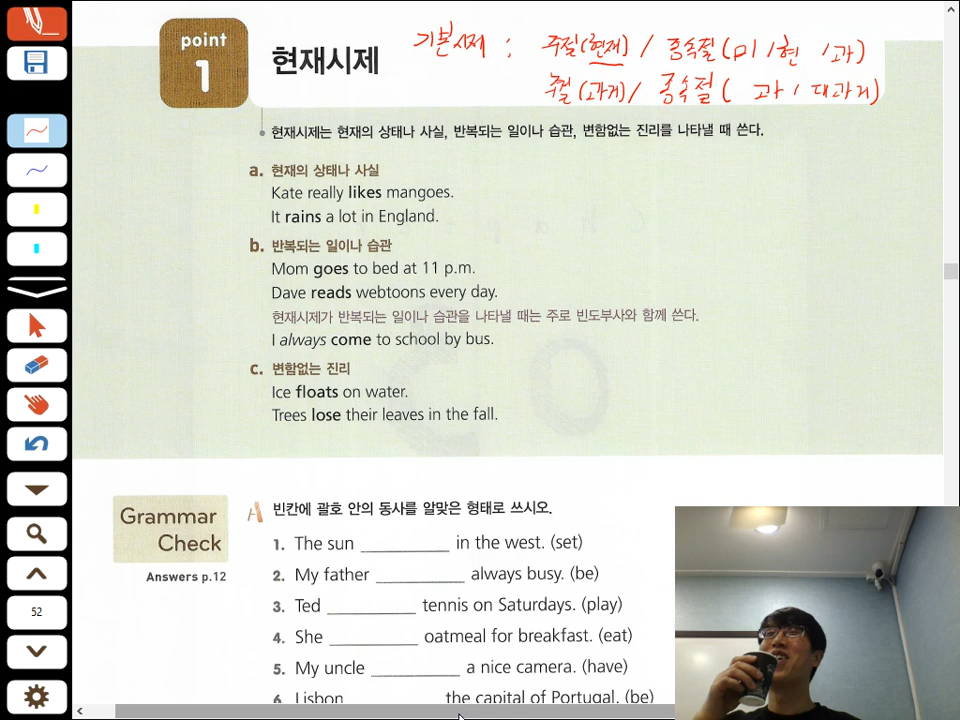 point
1
현재시제
기본시제 : 주절(현재) / 종속절(미/현/과)
주절(과거) / 종속절( 과/대과거)
현재시제는 현재의 상태나 사실, 반복되는 일이나 습관, 변함없는 진리를 나타낼 때 쓴다.
a. 현재의 상태나 사실
Kate really likes mangoes.
It rains a lot in England.
b. 반복되는 일이나 습관
Mom goes to bed at 11 p.m.
Dave reads webtoons every day.
현재시제가 반복되는 일이나 습관을 나타낼 때는 주로 빈도부사와 함께 쓴다.
I always come to school by bus.
c. 변함없는 진리
Ice floats on water.
Trees lose their leaves in the fall.
Grammar
Check
Answers p.12
A 빈칸에 괄호 안의 동사를 알맞은 형태로 쓰시오.
1. The sun __________ in the west. (set)
2. My father __________ always busy. (be)
3. Ted __________ tennis on Saturdays. (play)
4. She __________ oatmeal for breakfast. (eat)
5. My uncle __________ a nice camera. (have)
6. Lisbon __________ the capital of Portugal. (be)
52